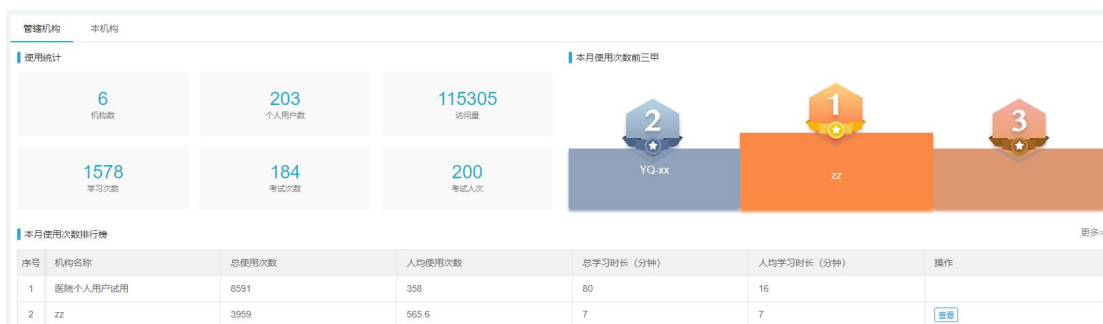 管辖机构 本机构
使用统计
6
机构数
203
个人用户数
115305
访问量
1578
学习次数
184
考试次数
200
考试人次
本月使用次数前三甲
2
1
3
YQ-xx
zz
本月使用次数排行榜
更多>
序号 机构名称 总使用次数 人均使用次数 总学习时长（分钟） 人均学习时长（分钟） 操作
1 医院个人用户试用 8591 358 80 16
2 zz 3959 565.6 7 7 查看